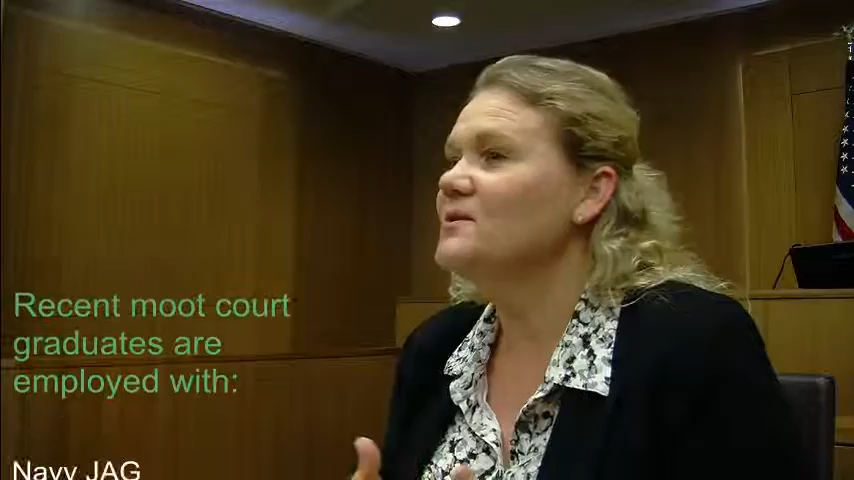 Recent moot court
graduates are
employed with:
Navy JAG